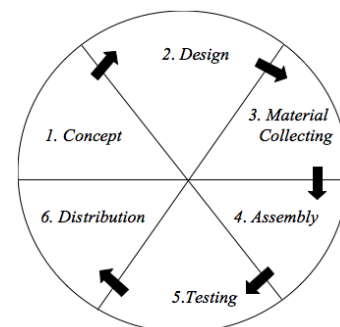 1. Concept
2. Design
3. Material
Collecting
4. Assembly
5.Testing
6. Distribution